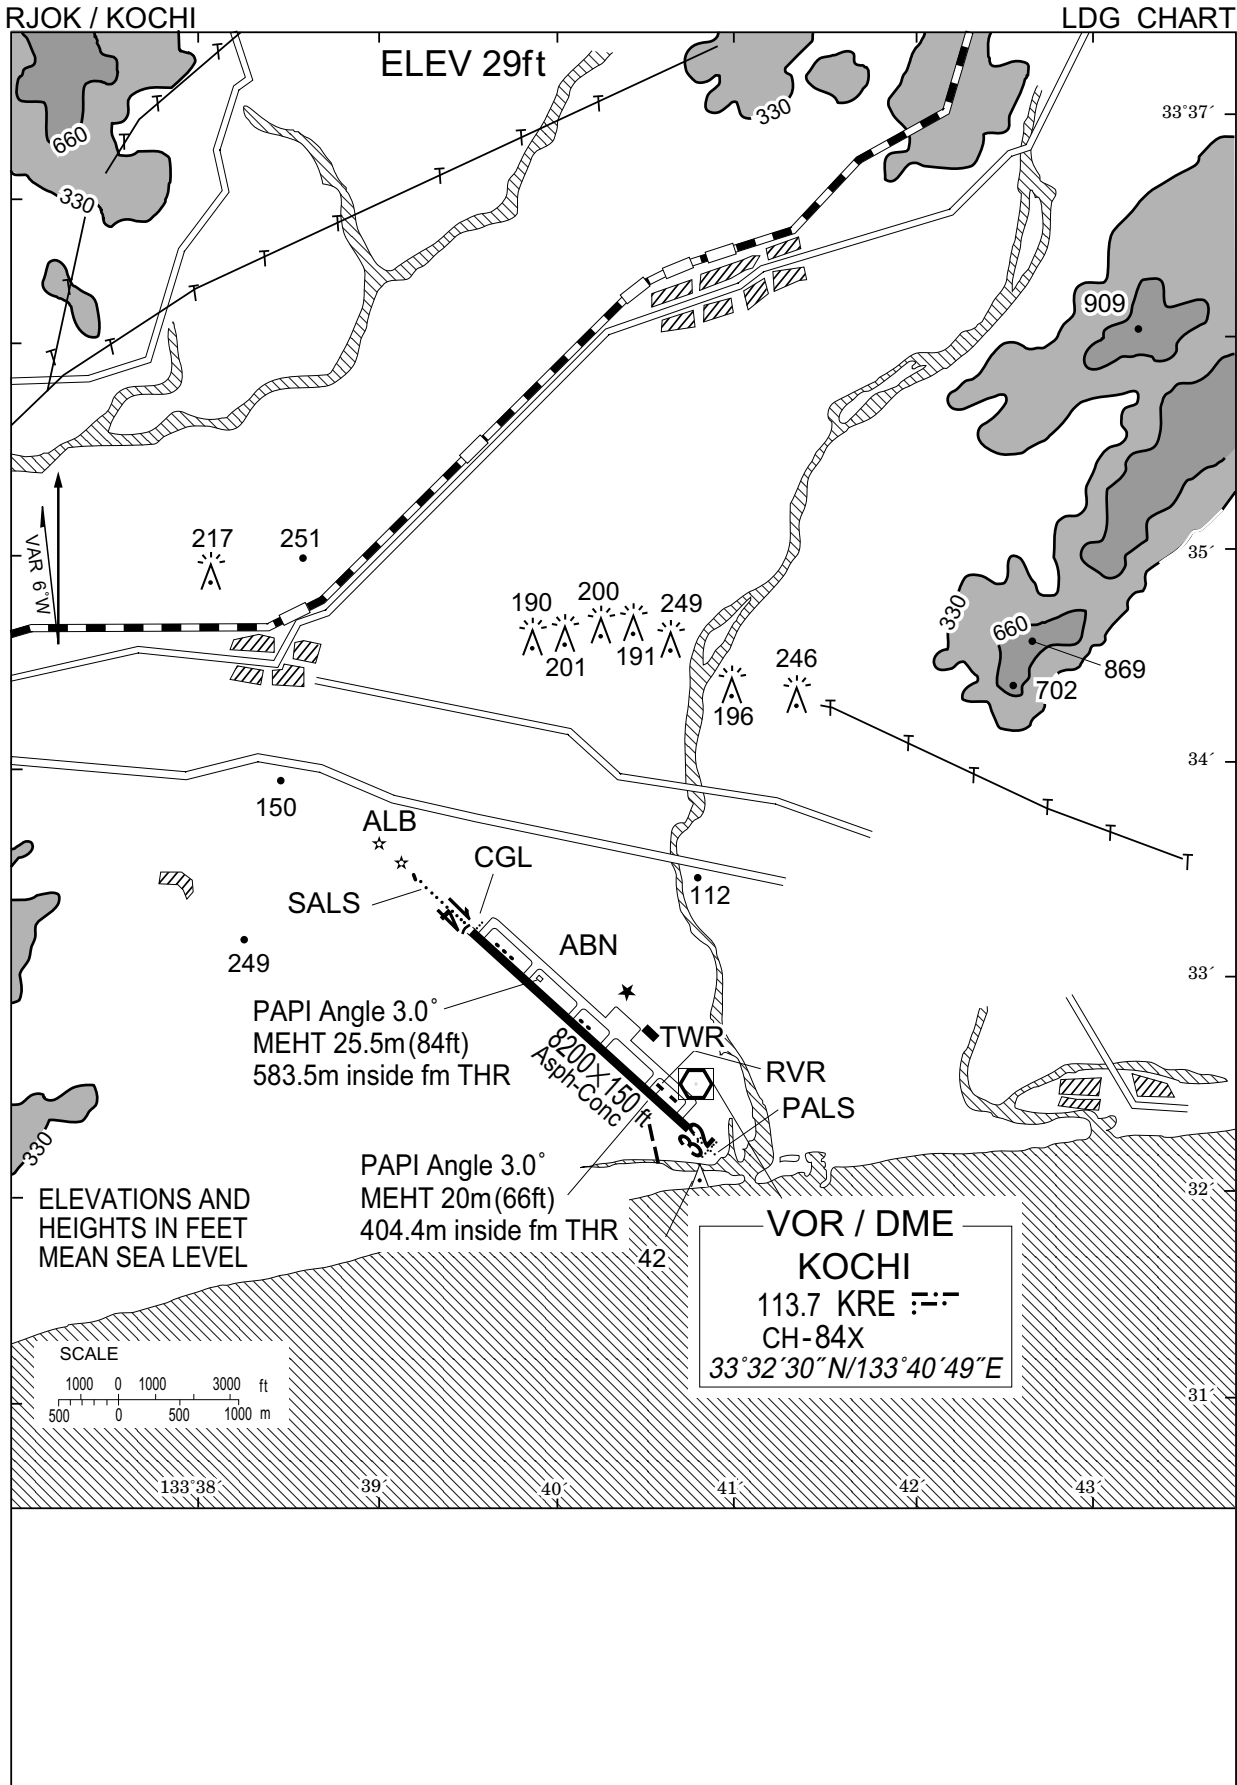 RJOK / KOCHI
LDG CHART
ELEV 29ft
33°37′
330
660
330
909
217
251
35′
VAR 6°W
190
200
249
201
191
196
246
330
660
869
702
34′
150
ALB
CGL
SALS
112
ABN
249
33′
PAPI Angle 3.0°
MEHT 25.5m(84ft)
583.5m inside fm THR
14
8200×150 ft
Asph-Conc
TWR
RVR
PALS
32
330
PAPI Angle 3.0°
MEHT 20m(66ft)
404.4m inside fm THR
42
32′
ELEVATIONS AND
HEIGHTS IN FEET
MEAN SEA LEVEL
VOR / DME
KOCHI
113.7 KRE
CH-84X
33°32′30″N/133°40′49″E
SCALE
1000 0 1000 3000 ft
500 0 500 1000 m
31′
133°38′
39′
40′
41′
42′
43′